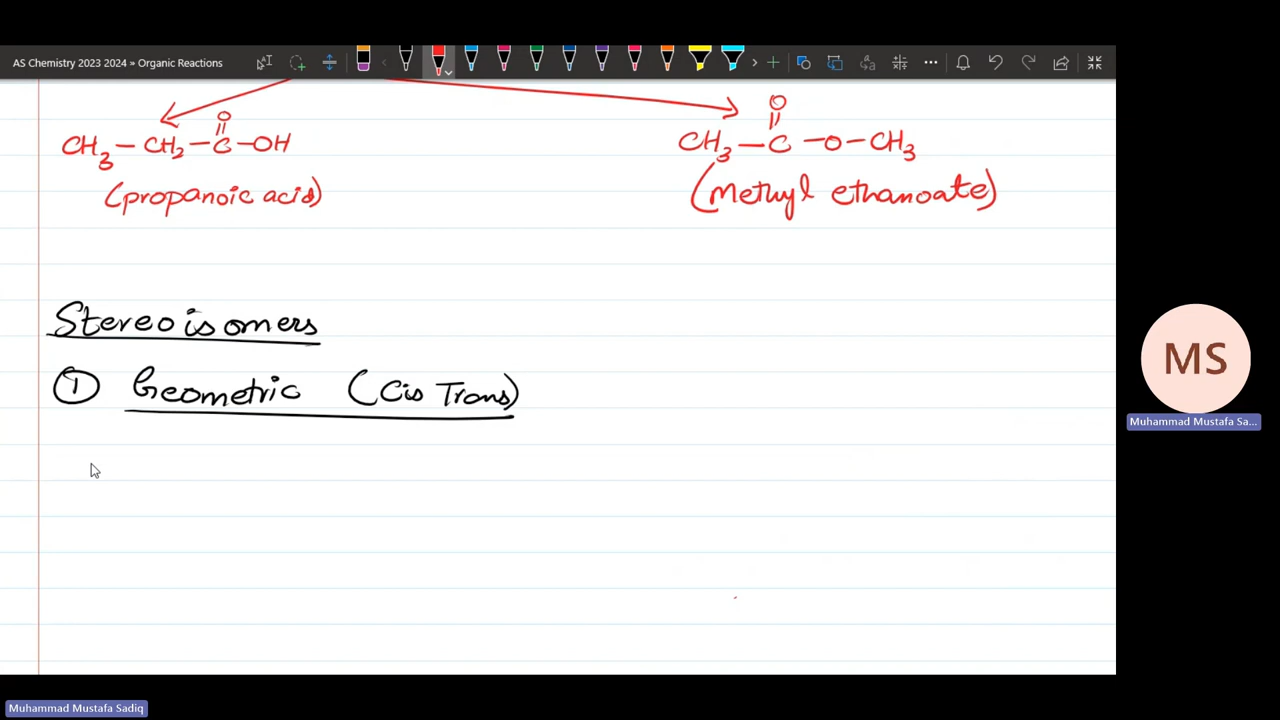 AS Chemistry 2023 2024 » Organic Reactions
O O
|| ||
CH3 – CH2 – C – OH CH3 – C – O – CH3
(propanoic acid) (Methyl ethanoate)
Stereoisomers
① Geometric (Cis Trans)
MS
Muhammad Mustafa Sa...
Muhammad Mustafa Sadiq